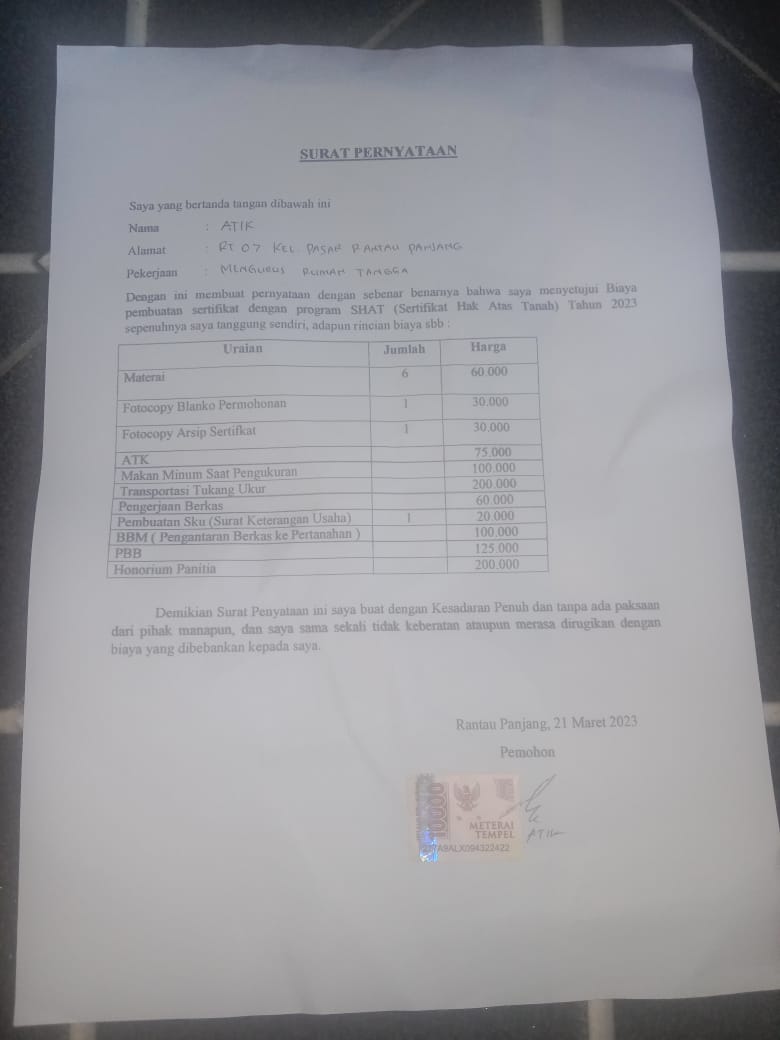 SURAT PERNYATAAN
Saya yang bertanda tangan dibawah ini
Nama : ATIK
Alamat : RT 07 KEL. PASAR RANTAU PANJANG
Pekerjaan : MENGURUS RUMAH TANGGA
Dengan ini membuat pernyataan dengan sebenar benarnya bahwa saya menyetujui Biaya
pembuatan sertifikat dengan program SHAT (Sertifikat Hak Atas Tanah) Tahun 2023
sepenuhnya saya tanggung sendiri, adapun rincian biaya sbb :
Uraian Jumlah Harga
Materai 6 60.000
Fotocopy Blanko Permohonan 1 30.000
Fotocopy Arsip Sertifkat 1 30.000
ATK 75.000
Makan Minum Saat Pengukuran 100.000
Transportasi Tukang Ukur 200.000
Pengerjaan Berkas 60.000
Pembuatan Sku (Surat Keterangan Usaha) 1 20.000
BBM ( Pengantaran Berkas ke Pertanahan ) 100.000
PBB 125.000
Honorium Panitia 200.000
Demikian Surat Penyataan ini saya buat dengan Kesadaran Penuh dan tanpa ada paksaan
dari pihak manapun, dan saya sama sekali tidak keberatan ataupun merasa dirugikan dengan
biaya yang dibebankan kepada saya.
Rantau Panjang, 21 Maret 2023
Pemohon
10000
METERAI
TEMPEL
ATIK